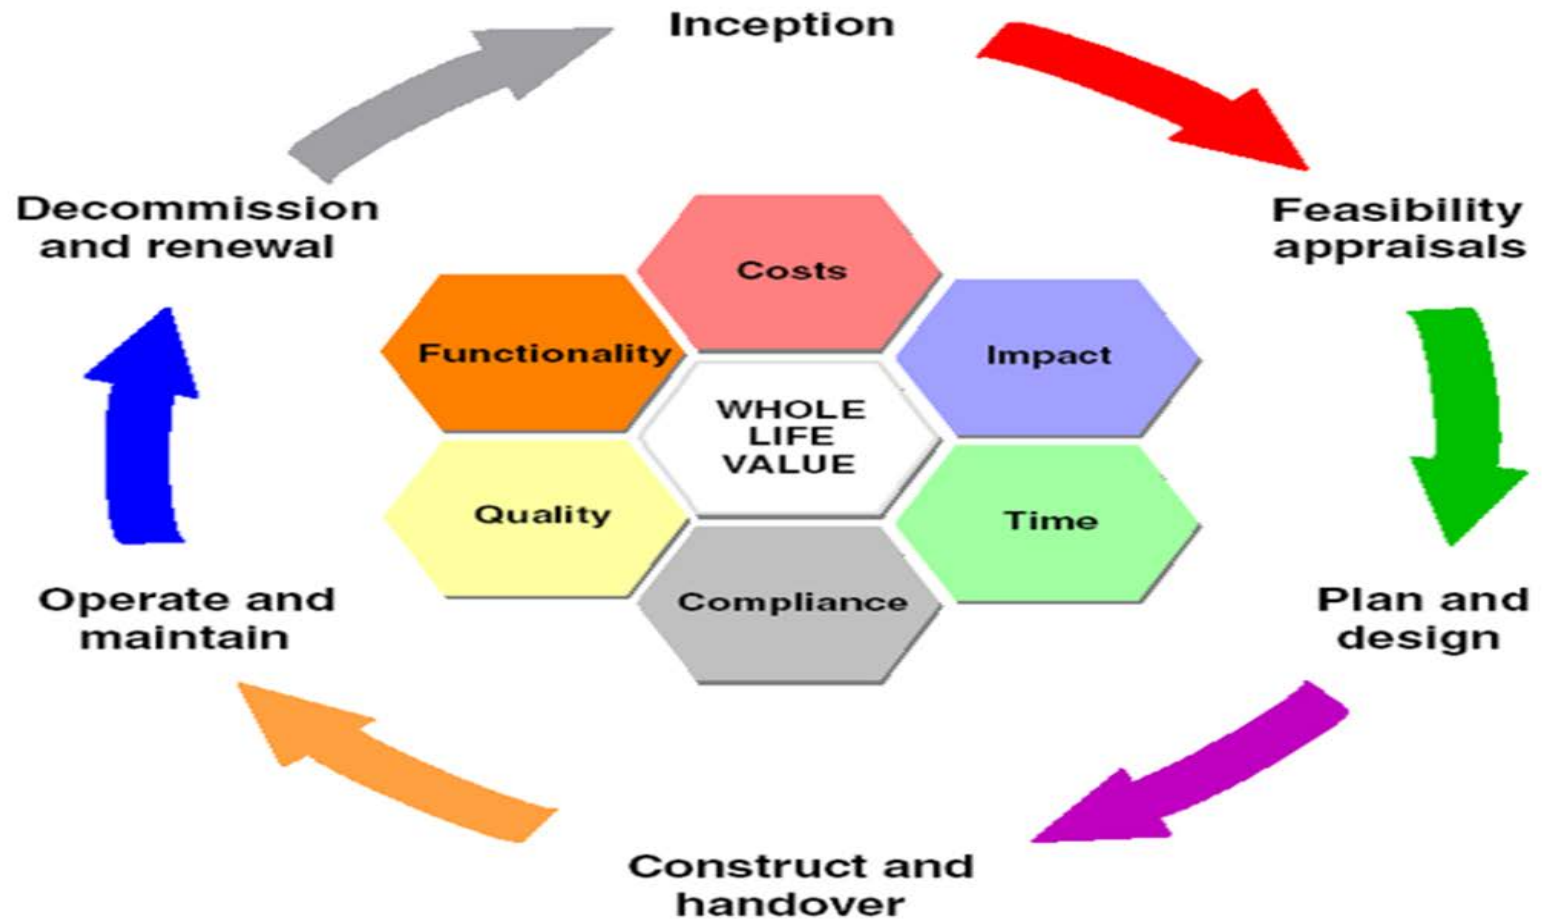 Inception
Decommission
and renewal
Feasibility
appraisals
Costs
Functionality
Impact
WHOLE
LIFE
VALUE
Quality
Time
Compliance
Operate and
maintain
Plan and
design
Construct and
handover